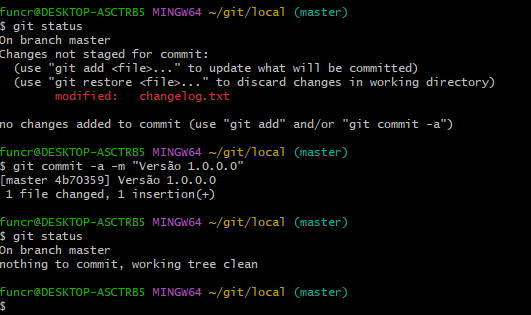 funcr@DESKTOP-ASCTRB5 MINGW64 ~/git/local (master)
$ git status
On branch master
Changes not staged for commit:
  (use "git add <file>..." to update what will be committed)
  (use "git restore <file>..." to discard changes in working directory)
        modified:   changelog.txt

no changes added to commit (use "git add" and/or "git commit -a")

funcr@DESKTOP-ASCTRB5 MINGW64 ~/git/local (master)
$ git commit -a -m "Versão 1.0.0.0"
[master 4b70359] Versão 1.0.0.0
 1 file changed, 1 insertion(+)

funcr@DESKTOP-ASCTRB5 MINGW64 ~/git/local (master)
$ git status
On branch master
nothing to commit, working tree clean

funcr@DESKTOP-ASCTRB5 MINGW64 ~/git/local (master)
$